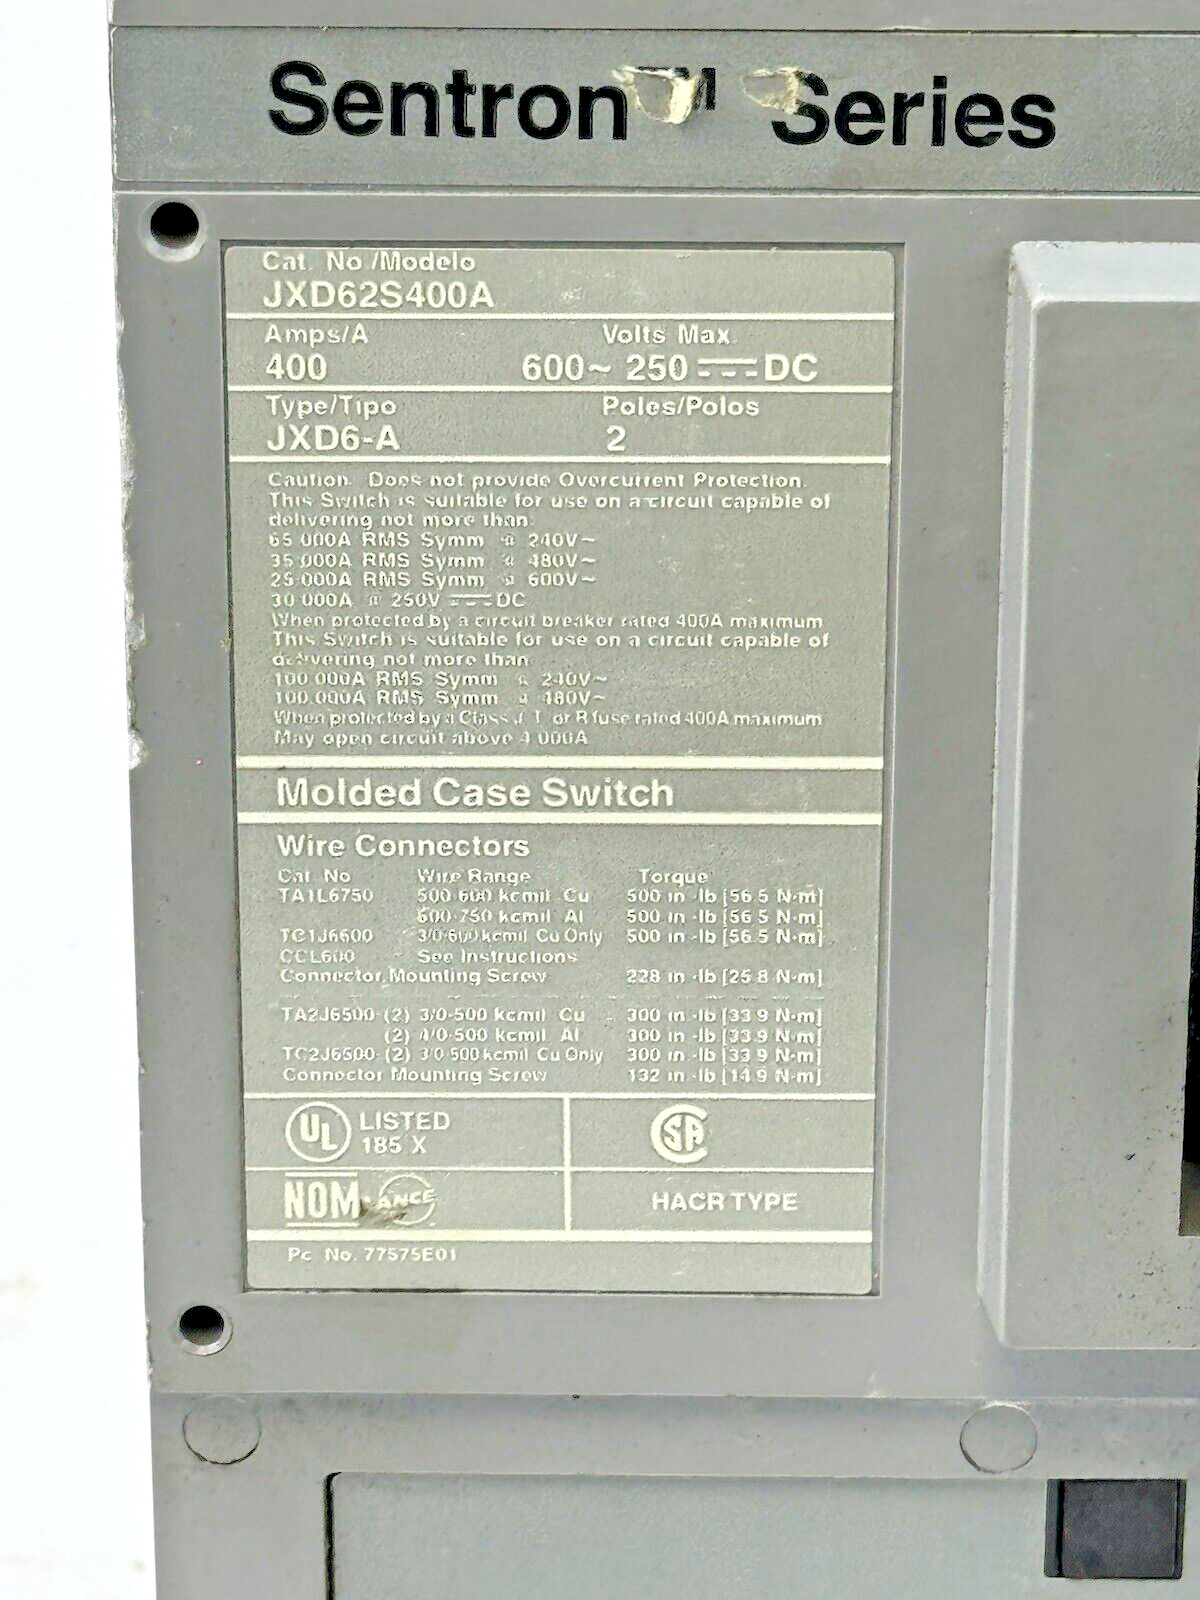 Sentron™ Series
Cat. No./Modelo
JXD62S400A
Amps/A Volts Max.
400 600~ 250 ⎓ DC
Type/Tipo Poles/Polos
JXD6-A 2
Caution. Does not provide Overcurrent Protection.
This Switch is suitable for use on a circuit capable of
delivering not more than:
65 000A RMS Symm @ 240V~
35 000A RMS Symm @ 480V~
25 000A RMS Symm @ 600V~
30 000A @ 250V ⎓ DC
When protected by a circuit breaker rated 400A maximum
This Switch is suitable for use on a circuit capable of
delivering not more than
100 000A RMS Symm @ 240V~
100 000A RMS Symm @ 480V~
When protected by a Class J, T or R fuse rated 400A maximum
May open circuit above 4 000A
Molded Case Switch
Wire Connectors
Cat. No Wire Range Torque
TA1L6750 500-600 kcmil Cu 500 in.-lb [56.5 N·m]
500-750 kcmil Al 500 in.-lb [56.5 N·m]
TC1J6600 3/0-600 kcmil Cu Only 500 in.-lb [56.5 N·m]
CCL600 See Instructions
Connector Mounting Screw 228 in.-lb [25.8 N·m]
TA2J6500 (2) 3/0-500 kcmil Cu 300 in.-lb [33.9 N·m]
(2) 4/0-500 kcmil Al 300 in.-lb [33.9 N·m]
TC2J6500 (2) 3/0-500 kcmil Cu Only 300 in.-lb [33.9 N·m]
Connector Mounting Screw 132 in.-lb [14.9 N·m]
UL LISTED
185 X
SA
NOM ANCE HACR TYPE
Pc. No. 77575E01